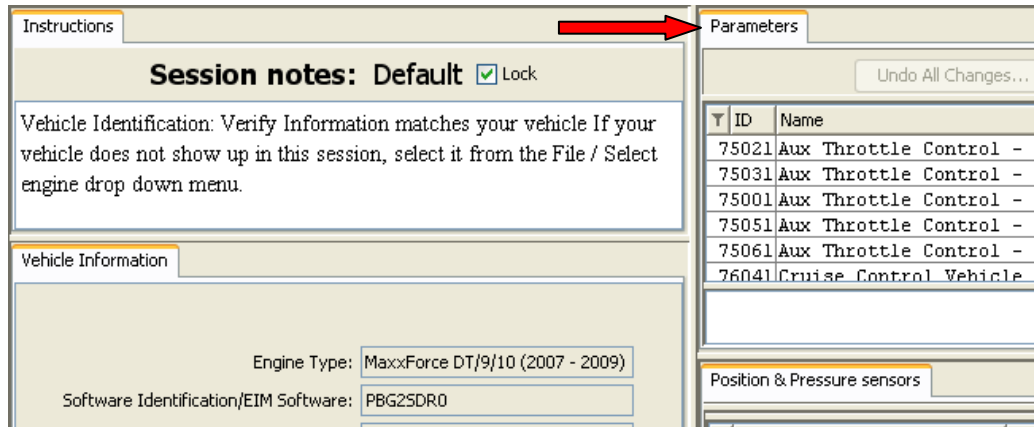 Instructions
Session notes: Default Lock
Vehicle Identification: Verify Information matches your vehicle If your
vehicle does not show up in this session, select it from the File / Select
engine drop down menu.
Vehicle Information
Engine Type: MaxxForce DT/9/10 (2007 - 2009)
Software Identification/EIM Software: PBG2SDR0
Parameters
Undo All Changes...
ID Name
75021 Aux Throttle Control -
75031 Aux Throttle Control -
75001 Aux Throttle Control -
75051 Aux Throttle Control -
75061 Aux Throttle Control -
76041 Cruise Control Vehicle
Position & Pressure sensors